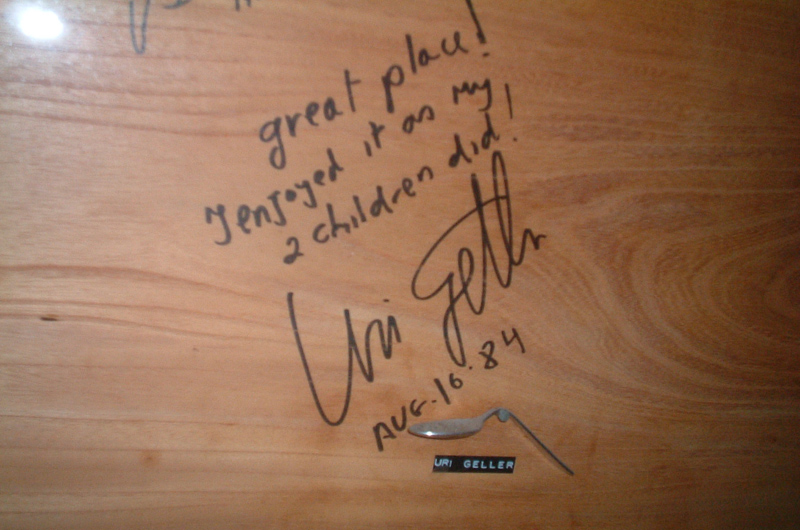 great place!
I enjoyed it as my
2 children did!
Uri Geller
AUG.16.84
URI GELLER